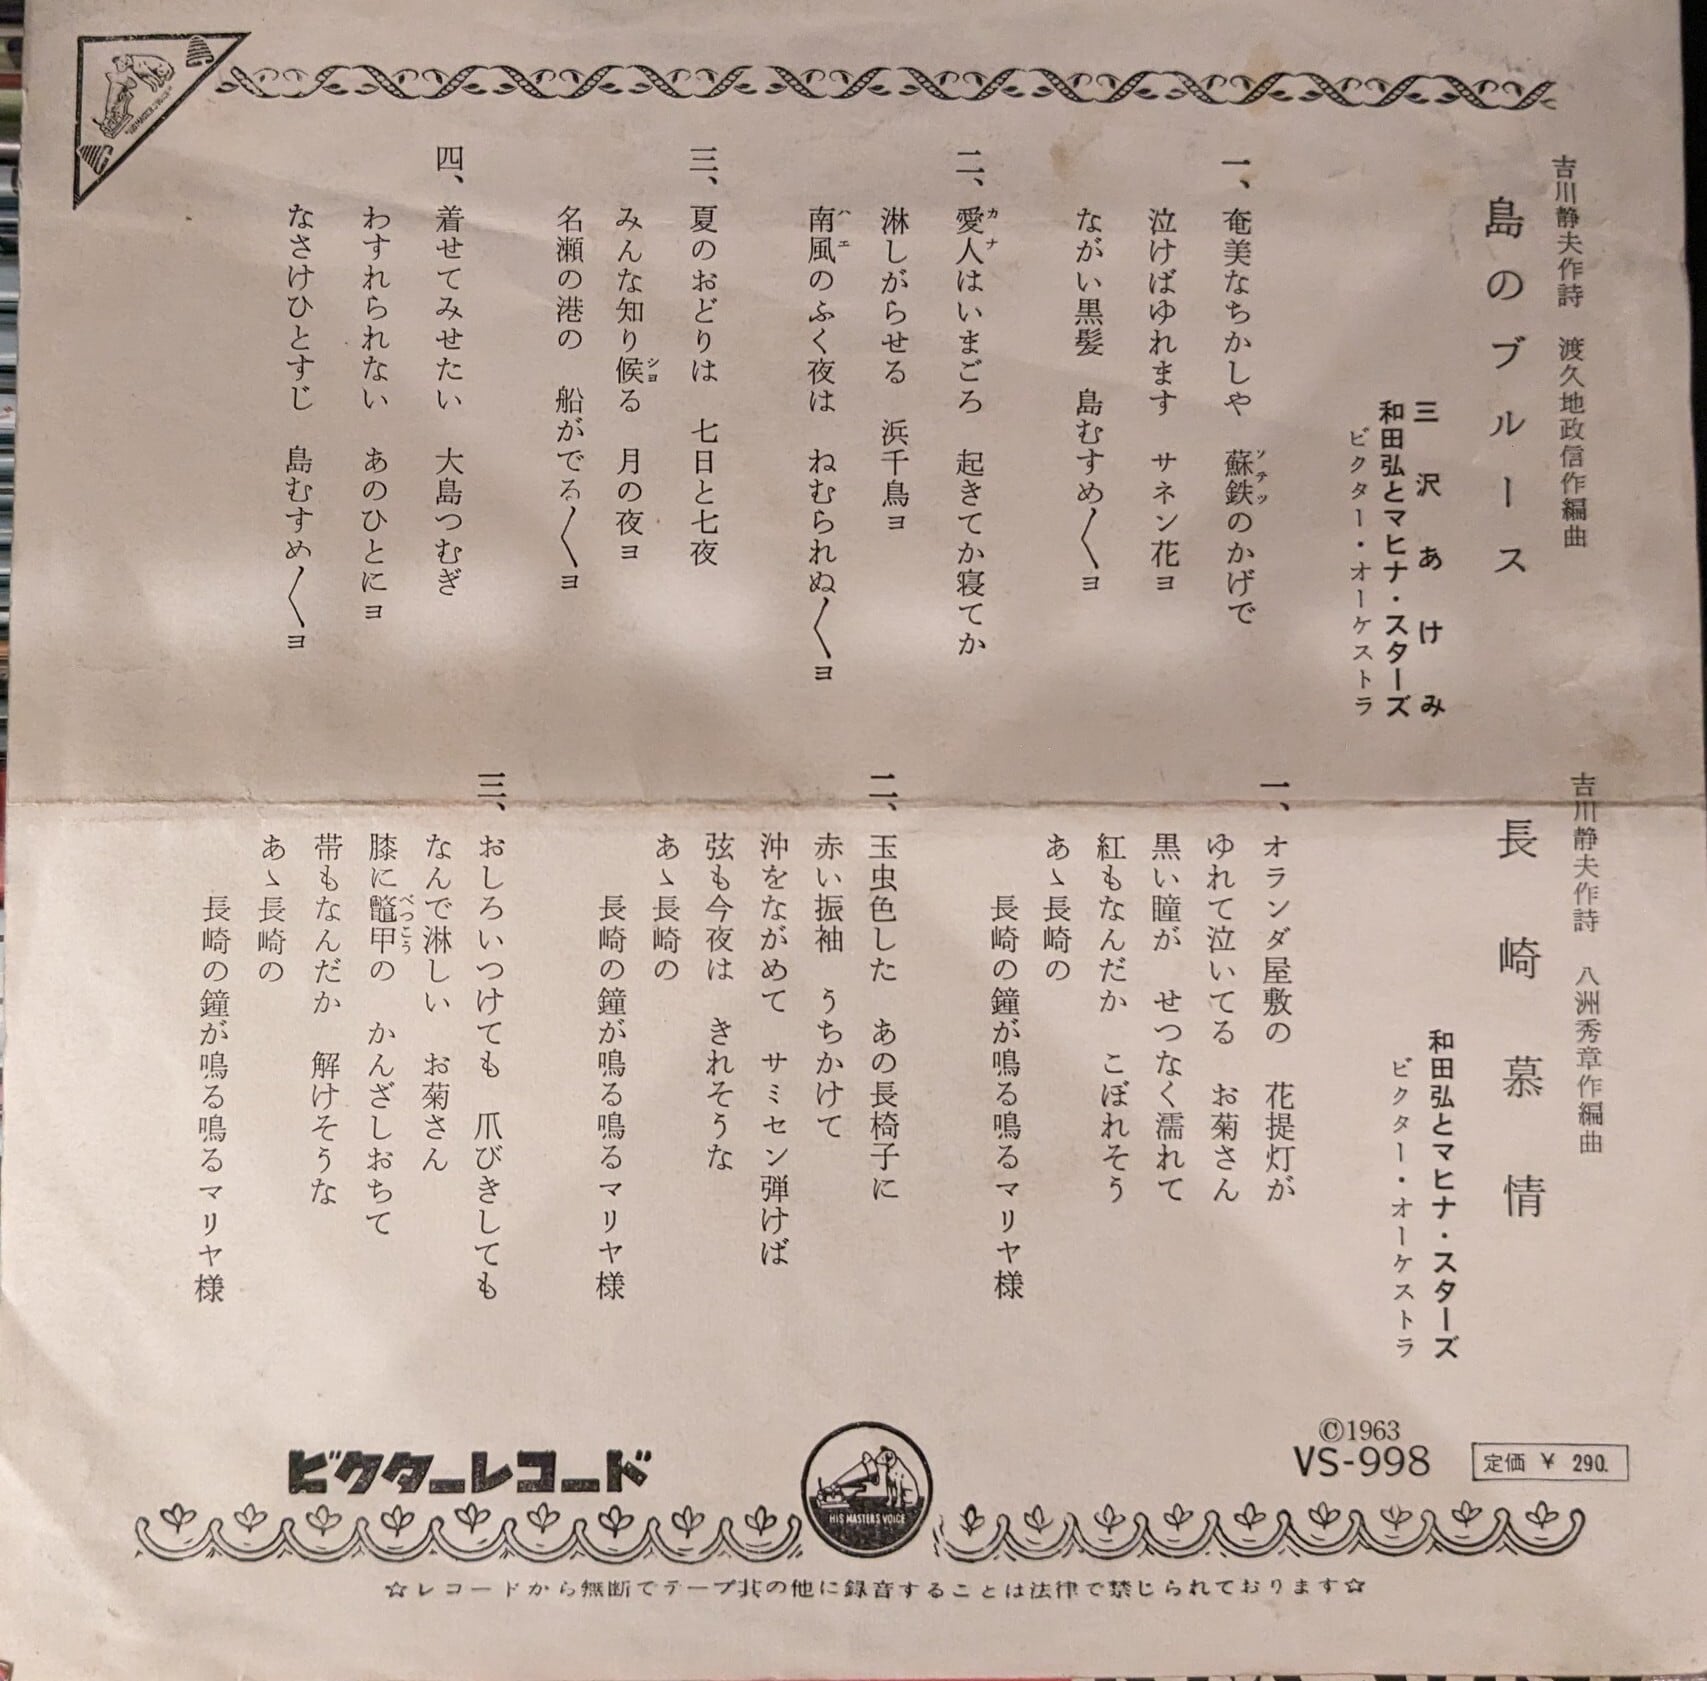 吉川静夫作詩　渡久地政信作編曲
島のブルース
三沢あけみ
和田弘とマヒナ・スターズ
ビクター・オーケストラ
一、奄美なちかしや　蘇鉄のかげで
ソテツ
泣けばゆれます　サネン花ヨ
ながい黒髪　島むすめ〳〵ヨ
二、愛人はいまごろ　起きてか寝てか
カナ
淋しがらせる　浜千鳥ヨ
南風のふく夜は　ねむられぬ〳〵ヨ
ハエ
三、夏のおどりは　七日と七夜
みんな知り候る　月の夜ヨ
シヨ
名瀬の港の　船がでる〳〵ヨ
四、着せてみせたい　大島つむぎ
わすれられない　あのひとにヨ
なさけひとすじ　島むすめ〳〵ヨ
吉川静夫作詩　八洲秀章作編曲
長崎慕情
和田弘とマヒナ・スターズ
ビクター・オーケストラ
一、オランダ屋敷の　花提灯が
ゆれて泣いてる　お菊さん
黒い瞳が　せつなく濡れて
紅もなんだか　こぼれそう
あゝ長崎の
長崎の鐘が鳴る鳴るマリヤ様
二、玉虫色した　あの長椅子に
赤い振袖　うちかけて
沖をながめて　サミセン弾けば
弦も今夜は　きれそうな
あゝ長崎の
長崎の鐘が鳴る鳴るマリヤ様
三、おしろいつけても　爪びきしても
なんで淋しい　お菊さん
膝に鼈甲の　かんざしおちて
べっこう
帯もなんだか　解けそうな
あゝ長崎の
長崎の鐘が鳴る鳴るマリヤ様
©1963
VS-998
定価 ¥ 290.
ビクターレコード
HIS MASTERS VOICE
☆レコードから無断でテープ其の他に録音することは法律で禁じられております☆